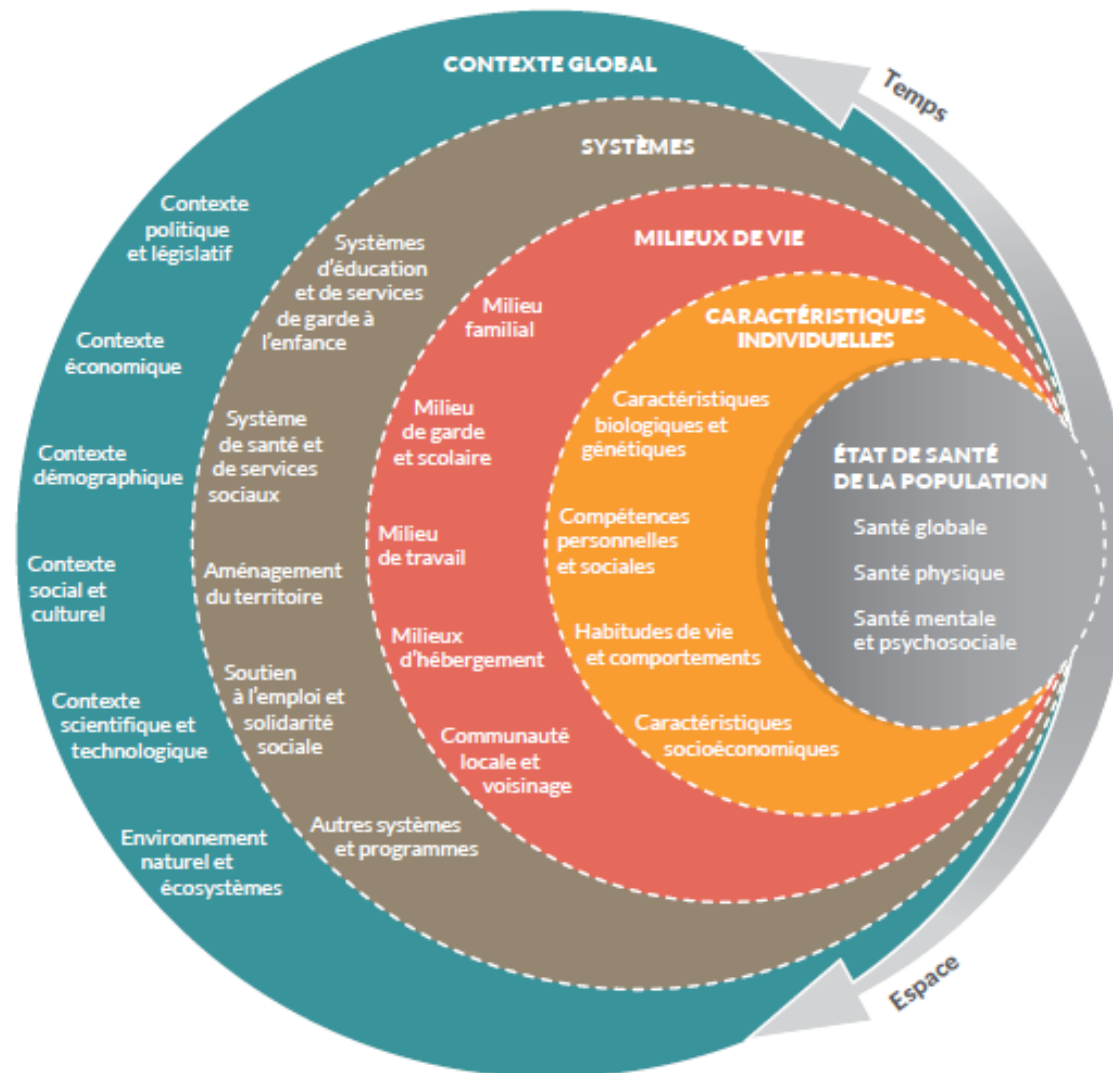 CONTEXTE GLOBAL
Temps
SYSTÈMES
MILIEUX DE VIE
CARACTÉRISTIQUES
INDIVIDUELLES
ÉTAT DE SANTÉ
DE LA POPULATION
Santé globale
Santé physique
Santé mentale
et psychosociale
Contexte
politique
et législatif
Contexte
économique
Contexte
démographique
Contexte
social et
culturel
Contexte
scientifique et
technologique
Environnement
naturel et
écosystèmes
Systèmes
d'éducation
et de services
de garde à
l'enfance
Système
de santé et
de services
sociaux
Aménagement
du territoire
Soutien
à l'emploi et
solidarité
sociale
Autres systèmes
et programmes
Milieu
familial
Milieu
de garde
et scolaire
Milieu
de travail
Milieux
d'hébergement
Communauté
locale et
voisinage
Caractéristiques
biologiques et
génétiques
Compétences
personnelles
et sociales
Habitudes de vie
et comportements
Caractéristiques
socioéconomiques
Espace